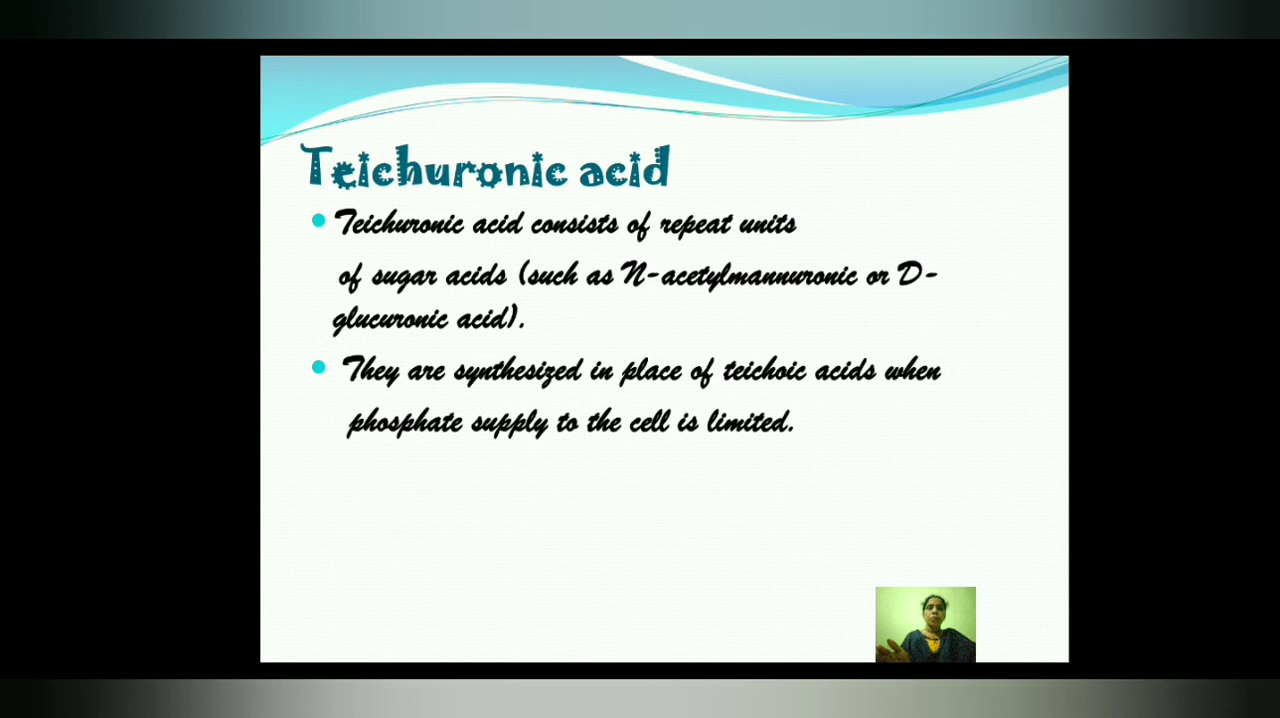 Teichuronic acid
Teichuronic acid consists of repeat units
of sugar acids (such as N-acetylmannuronic or D-
glucuronic acid).
They are synthesized in place of teichoic acids when
phosphate supply to the cell is limited.